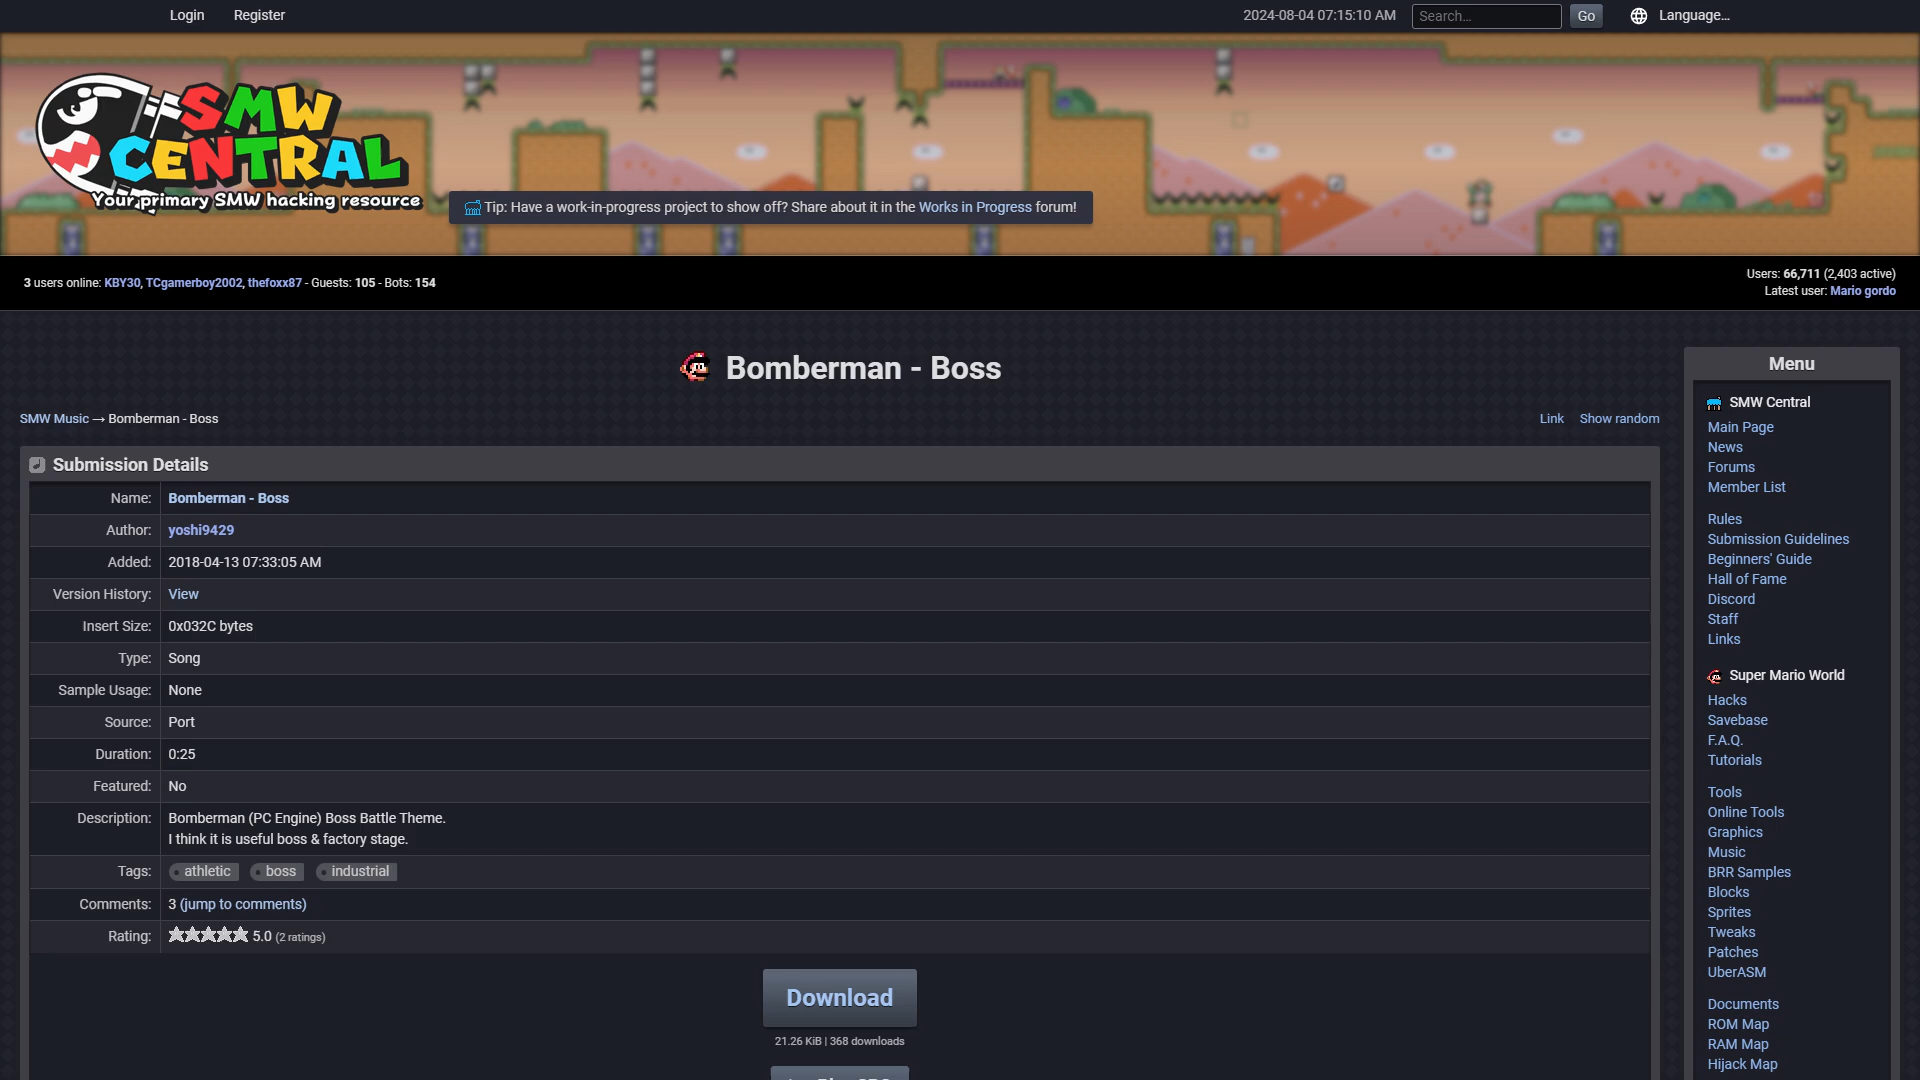 Login
Register
2024-08-04 07:15:10 AM
Search...
Go
Language...
SMW
CENTRAL
Your primary SMW hacking resource
Tip: Have a work-in-progress project to show off? Share about it in the Works in Progress forum!
3 users online: KBY30, TCgamerboy2002, thefoxx87 - Guests: 105 - Bots: 154
Users: 66,711 (2,403 active)
Latest user: Mario gordo
Bomberman - Boss
SMW Music → Bomberman - Boss
Link
Show random
Submission Details
Name: Bomberman - Boss
Author: yoshi9429
Added: 2018-04-13 07:33:05 AM
Version History: View
Insert Size: 0x032C bytes
Type: Song
Sample Usage: None
Source: Port
Duration: 0:25
Featured: No
Description: Bomberman (PC Engine) Boss Battle Theme.
I think it is useful boss & factory stage.
Tags: athletic boss industrial
Comments: 3 (jump to comments)
Rating: 5.0 (2 ratings)
Download
21.26 KiB | 368 downloads
Menu
SMW Central
Main Page
News
Forums
Member List
Rules
Submission Guidelines
Beginners' Guide
Hall of Fame
Discord
Staff
Links
Super Mario World
Hacks
Savebase
F.A.Q.
Tutorials
Tools
Online Tools
Graphics
Music
BRR Samples
Blocks
Sprites
Tweaks
Patches
UberASM
Documents
ROM Map
RAM Map
Hijack Map